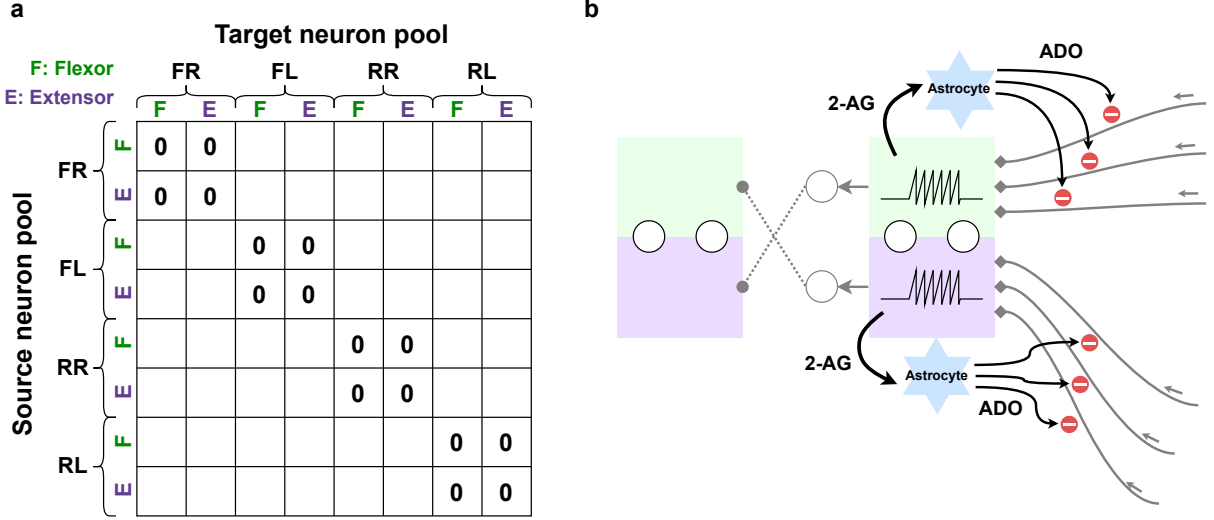 a
Target neuron pool
F: Flexor
E: Extensor
FR FL RR RL
F E F E F E F E
Source neuron pool
FR
F 0 0
E 0 0
FL
F 0 0
E 0 0
RR
F 0 0
E 0 0
RL
F 0 0
E 0 0
b
ADO
2-AG
Astrocyte
2-AG
Astrocyte
ADO